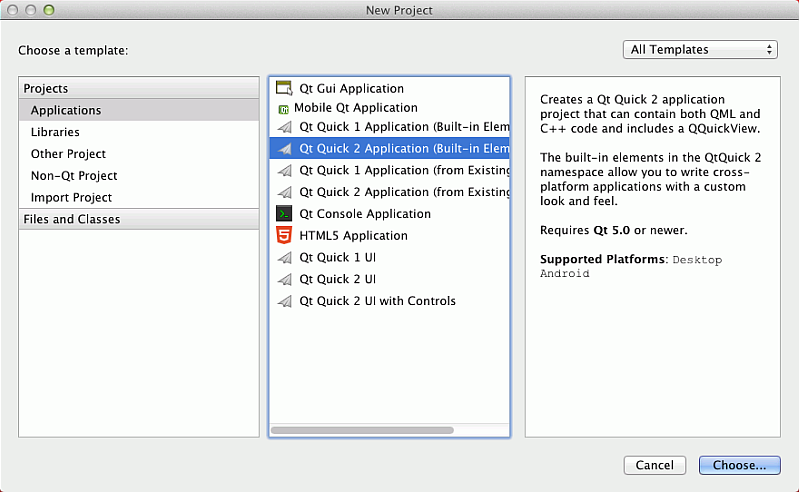 New Project
Choose a template:
All Templates
Projects
Applications
Libraries
Other Project
Non-Qt Project
Import Project
Files and Classes
Qt Gui Application
Qt Mobile Qt Application
Qt Quick 1 Application (Built-in Elem
Qt Quick 2 Application (Built-in Elem
Qt Quick 1 Application (from Existing
Qt Quick 2 Application (from Existing
>_ Qt Console Application
5 HTML5 Application
Qt Quick 1 UI
Qt Quick 2 UI
Qt Quick 2 UI with Controls
Creates a Qt Quick 2 application
project that can contain both QML and
C++ code and includes a QQuickView.
The built-in elements in the QtQuick 2
namespace allow you to write cross-
platform applications with a custom
look and feel.
Requires Qt 5.0 or newer.
Supported Platforms: Desktop
Android
Cancel
Choose...